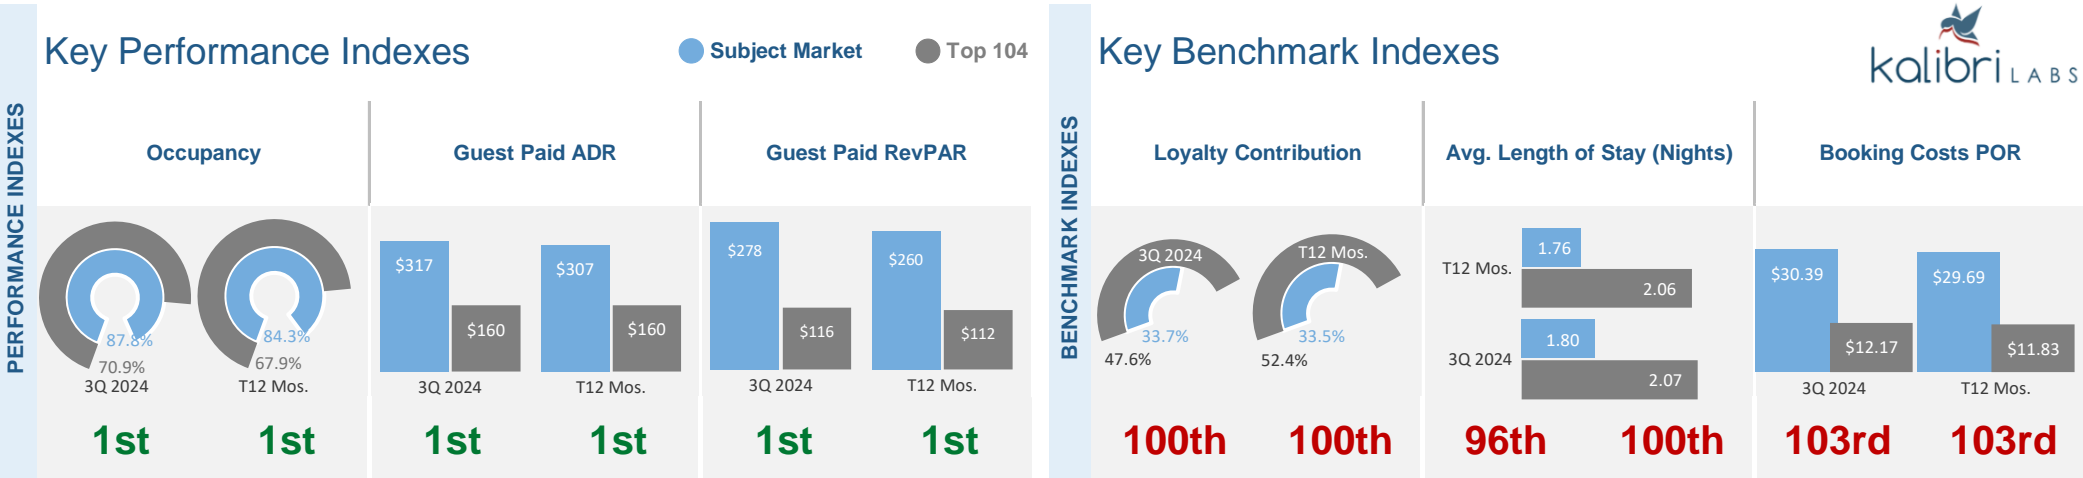 PERFORMANCE INDEXES
Key Performance Indexes
Subject Market
Top 104
Occupancy
Guest Paid ADR
Guest Paid RevPAR
87.8%
70.9%
3Q 2024
84.3%
67.9%
T12 Mos.
$317
$160
3Q 2024
$307
$160
T12 Mos.
$278
$116
3Q 2024
$260
$112
T12 Mos.
1st
1st
1st
1st
1st
1st
BENCHMARK INDEXES
Key Benchmark Indexes
kalibri LABS
Loyalty Contribution
Avg. Length of Stay (Nights)
Booking Costs POR
3Q 2024
33.7%
47.6%
T12 Mos.
33.5%
52.4%
T12 Mos.
1.76
2.06
3Q 2024
1.80
2.07
$30.39
$12.17
3Q 2024
$29.69
$11.83
T12 Mos.
100th
100th
96th
100th
103rd
103rd